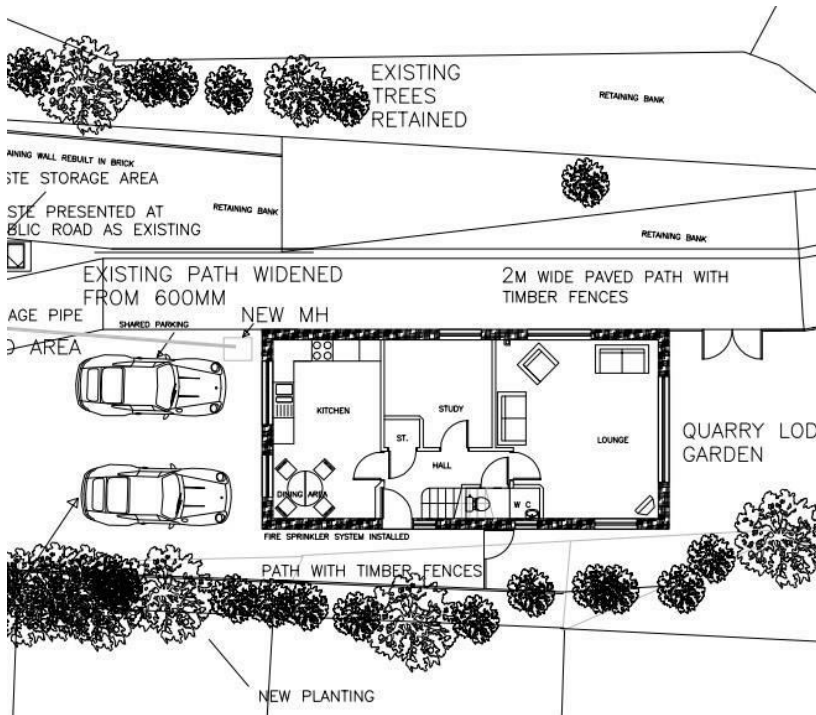 EXISTING
TREES
RETAINED
RETAINING BANK
AINING WALL REBUILT IN BRICK
STE STORAGE AREA
STE PRESENTED AT
BLIC ROAD AS EXISTING
RETAINING BANK
RETAINING BANK
EXISTING PATH WIDENED
FROM 600MM
2M WIDE PAVED PATH WITH
TIMBER FENCES
AGE PIPE
NEW MH
SHARED PARKING
D AREA
KITCHEN
STUDY
ST.
LOUNGE
QUARRY LOD
GARDEN
HALL
DINING AREA
W C
FIRE SPRINKLER SYSTEM INSTALLED
PATH WITH TIMBER FENCES
NEW PLANTING